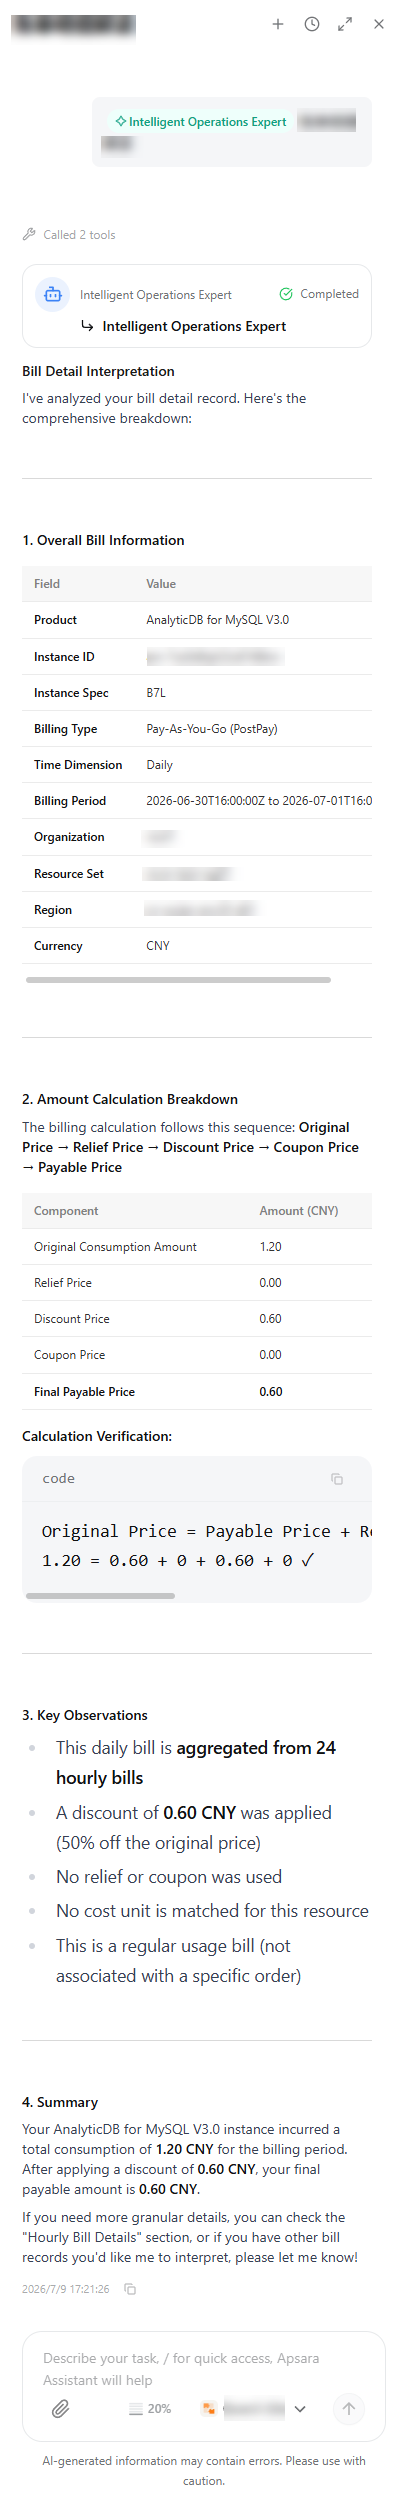 Intelligent Operations Expert
Called 2 tools
Intelligent Operations Expert
Completed
Intelligent Operations Expert
Bill Detail Interpretation
I've analyzed your bill detail record. Here's the
comprehensive breakdown:
1. Overall Bill Information
Field Value
Product AnalyticDB for MySQL V3.0
Instance ID
Instance Spec B7L
Billing Type Pay-As-You-Go (PostPay)
Time Dimension Daily
Billing Period 2026-06-30T16:00:00Z to 2026-07-01T16:0
Organization
Resource Set
Region
Currency CNY
2. Amount Calculation Breakdown
The billing calculation follows this sequence: Original
Price → Relief Price → Discount Price → Coupon Price
→ Payable Price
Component Amount (CNY)
Original Consumption Amount 1.20
Relief Price 0.00
Discount Price 0.60
Coupon Price 0.00
Final Payable Price 0.60
Calculation Verification:
code
Original Price = Payable Price + Re
1.20 = 0.60 + 0 + 0.60 + 0 ✓
3. Key Observations
• This daily bill is aggregated from 24
hourly bills
• A discount of 0.60 CNY was applied
(50% off the original price)
• No relief or coupon was used
• No cost unit is matched for this resource
• This is a regular usage bill (not
associated with a specific order)
4. Summary
Your AnalyticDB for MySQL V3.0 instance incurred a
total consumption of 1.20 CNY for the billing period.
After applying a discount of 0.60 CNY, your final
payable amount is 0.60 CNY.
If you need more granular details, you can check the
"Hourly Bill Details" section, or if you have other bill
records you'd like me to interpret, please let me know!
2026/7/9 17:21:26
Describe your task, / for quick access, Apsara
Assistant will help
20%
AI-generated information may contain errors. Please use with
caution.